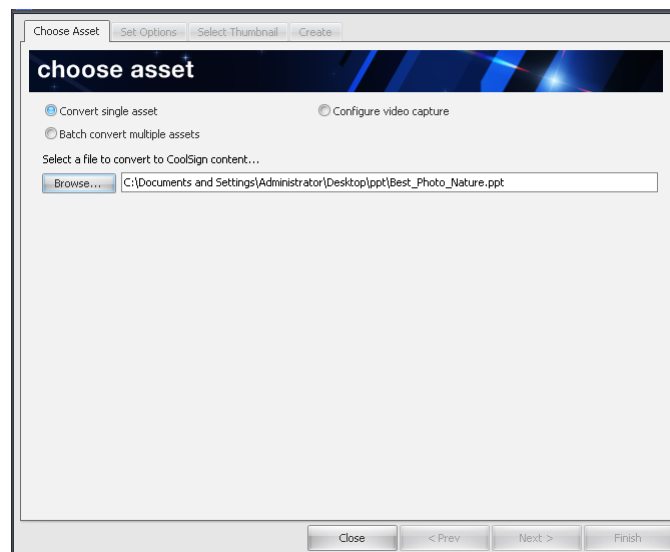 Choose Asset Set Options Select Thumbnail Create
choose asset
Convert single asset Configure video capture
Batch convert multiple assets
Select a file to convert to CoolSign content...
Browse... C:\Documents and Settings\Administrator\Desktop\ppt\Best_Photo_Nature.ppt
Close < Prev Next > Finish